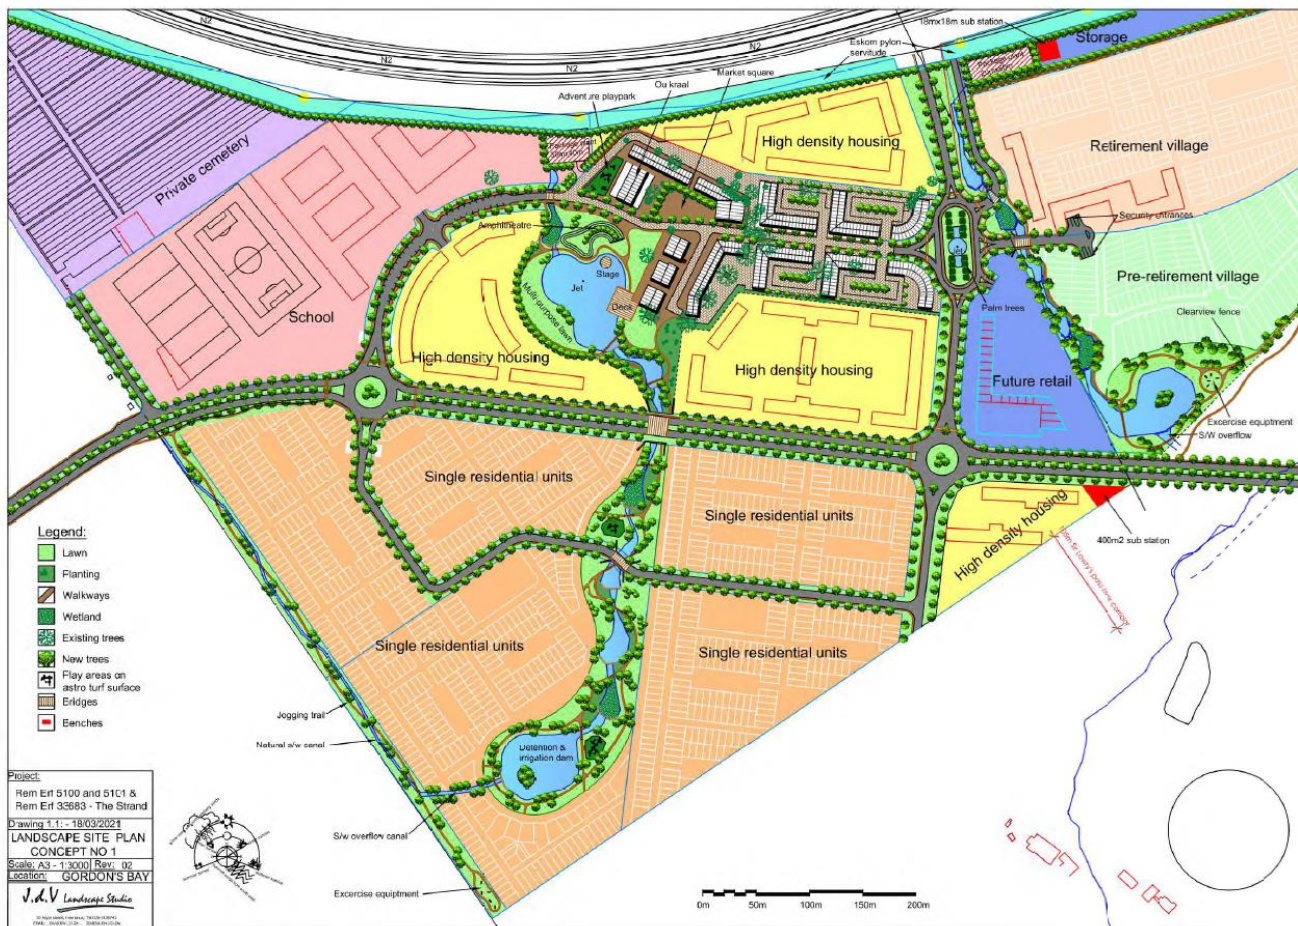 N2
N2
N2
N2
18mx18m sub station
Storage
Eskom pylon
servitude
Market square
Ou kraal
Adventure playpark
High density housing
Retirement village
Private cemetery
Security entrances
Amphitheatre
Stage
Jet
Deck
Multi-purpose lawn
Jet
Pre-retirement village
Palm trees
Clearview fence
School
High density housing
High density housing
Future retail
Excercise equiptment
S/W overflow
Single residential units
Single residential units
High density housing
400m2 sub station
Single residential units
Single residential units
Jogging trail
Natural s/w canal
Detention &
irrigation dam
S/w overflow canal
Excercise equiptment
Legend:
Lawn
Planting
Walkways
Wetland
Existing trees
New trees
Play areas on
astro turf surface
Bridges
Benches
Project:
Rem Erf 5100 and 5101 &
Rem Erf 33683 - The Strand
Drawing 1.1: - 18/03/2021
LANDSCAPE SITE PLAN
CONCEPT NO 1
Scale: A3 - 1:3000 Rev: 02
Location: GORDON'S BAY
J.d.V Landscape Studio
0m 50m 100m 150m 200m